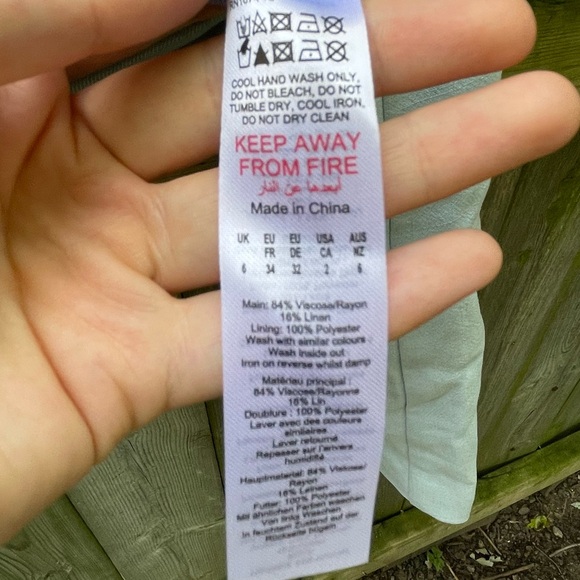 COOL HAND WASH ONLY,
DO NOT BLEACH, DO NOT
TUMBLE DRY, COOL IRON,
DO NOT DRY CLEAN
KEEP AWAY
FROM FIRE
أبعدها عن النار
Made in China
UK EU EU USA AUS
FR DE CA NZ
6 34 32 2 6
Main: 84% Viscose/Rayon
16% Linen
Lining: 100% Polyester
Wash with similar colours
Wash inside out
Iron on reverse whilst damp
Matériau principal :
84% Viscose/Rayonne
16% Lin
Doublure : 100% Polyester
Laver avec des couleurs
similaires
Laver retourné
Repasser sur l'envers
humidifié
Hauptmaterial: 84% Viscose/
Rayon
16% Leinen
Futter: 100% Polyester
Mit ähnlichen Farben waschen
Von links Waschen
In feuchtem Zustand auf der
Rückseite bügeln